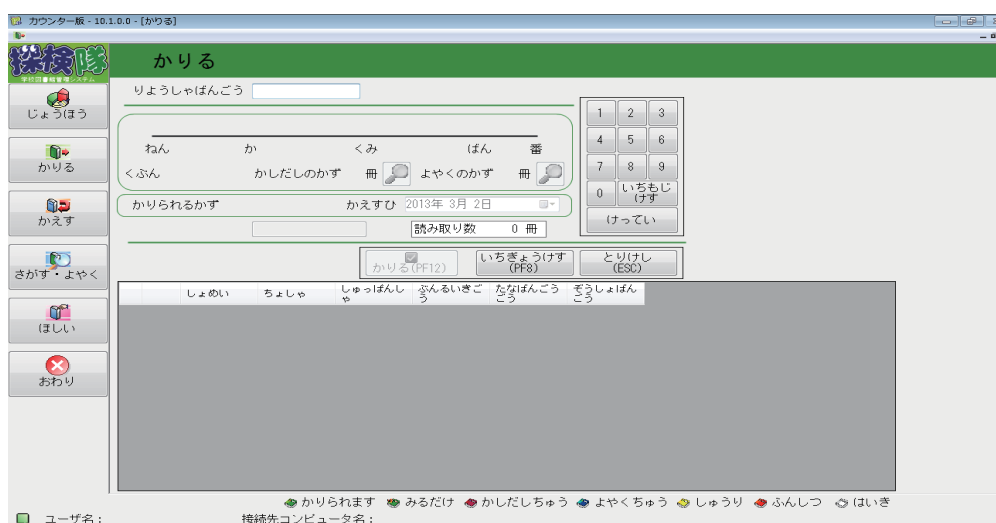 カウンター版 - 10.1.0.0 - [かりる]
探検隊
学校図書館管理システム
かりる
じょうほう
かりる
かえす
さがす・よやく
ほしい
おわり
りようしゃばんごう
ねん か くみ ばん 番
くぶん かしだしのかず 冊 よやくのかず 冊
かりられるかず かえすひ 2013年 3月 2日
読み取り数 0 冊
1 2 3
4 5 6
7 8 9
0 いちもじけす
けってい
かりる(PF12) いちぎょうけす(PF8) とりけし(ESC)
しょめい ちょしゃ しゅっぱんしゃ ぶんるいきごう たなばんごう ぞうしょばんごう
かりられます みるだけ かしだしちゅう よやくちゅう しゅうり ふんしつ はいき
ユーザ名: 接続先コンピュータ名: